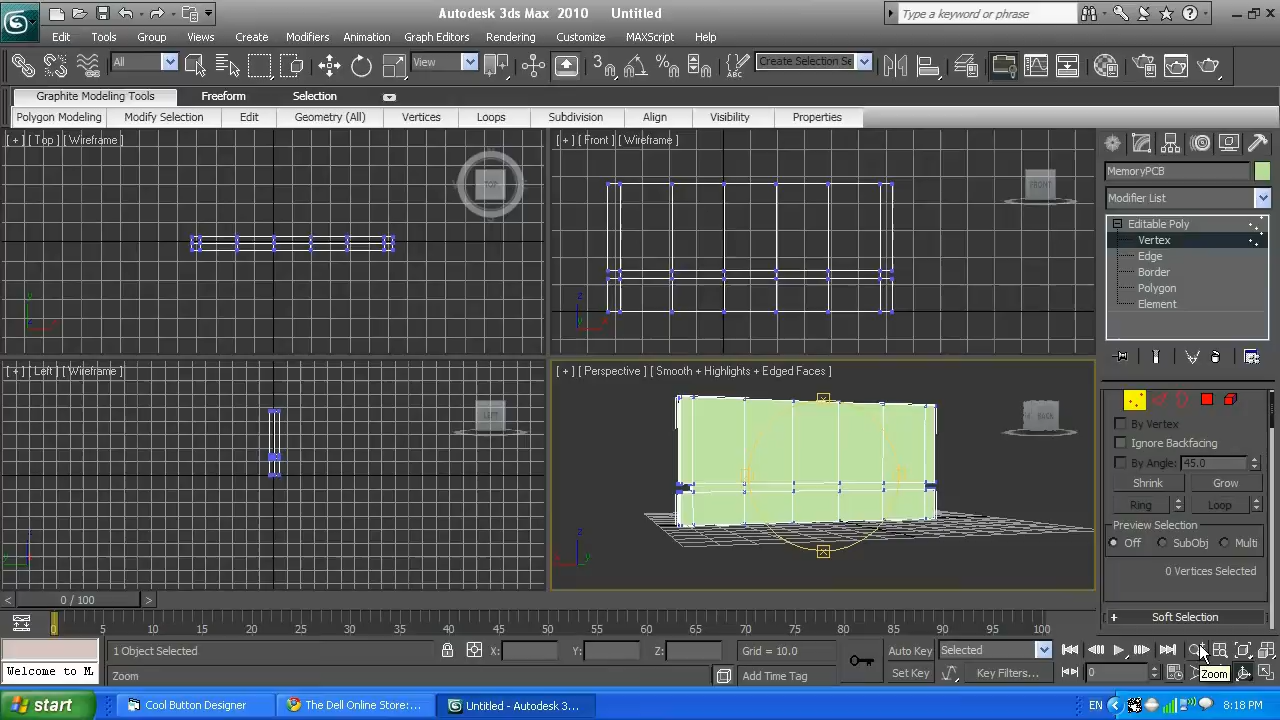 Autodesk 3ds Max 2010 Untitled
Type a keyword or phrase
Edit Tools Group Views Create Modifiers Animation Graph Editors Rendering Customize MAXScript Help
All View Create Selection Se
Graphite Modeling Tools Freeform Selection
Polygon Modeling Modify Selection Edit Geometry (All) Vertices Loops Subdivision Align Visibility Properties
[ + ] [ Top ] [ Wireframe ]
TOP
[ + ] [ Front ] [ Wireframe ]
FRONT
MemoryPCB
Modifier List
Editable Poly
Vertex
Edge
Border
Polygon
Element
[ + ] [ Left ] [ Wireframe ]
LEFT
[ + ] [ Perspective ] [ Smooth + Highlights + Edged Faces ]
BACK
By Vertex
Ignore Backfacing
By Angle: 45.0
Shrink Grow
Ring Loop
Preview Selection
Off SubObj Multi
0 Vertices Selected
Soft Selection
0 / 100
0 5 10 15 20 25 30 35 40 45 50 55 60 65 70 75 80 85 90 95 100
1 Object Selected X: Y: Z: Grid = 10.0 Auto Key Selected
Welcome to M. Zoom Add Time Tag Set Key Key Filters... 0
Zoom
start Cool Button Designer The Dell Online Store:... Untitled - Autodesk 3... EN 8:18 PM